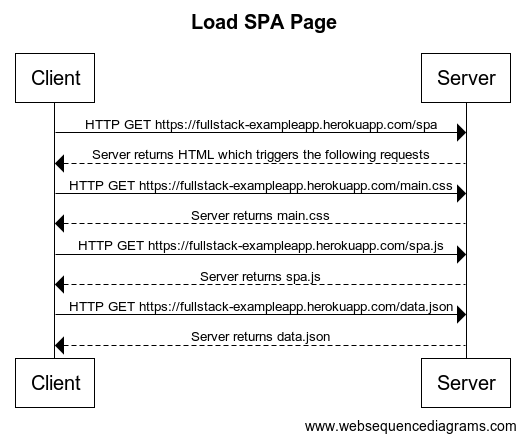 Load SPA Page
Client Server
HTTP GET https://fullstack-exampleapp.herokuapp.com/spa
Server returns HTML which triggers the following requests
HTTP GET https://fullstack-exampleapp.herokuapp.com/main.css
Server returns main.css
HTTP GET https://fullstack-exampleapp.herokuapp.com/spa.js
Server returns spa.js
HTTP GET https://fullstack-exampleapp.herokuapp.com/data.json
Server returns data.json
Client Server
www.websequencediagrams.com